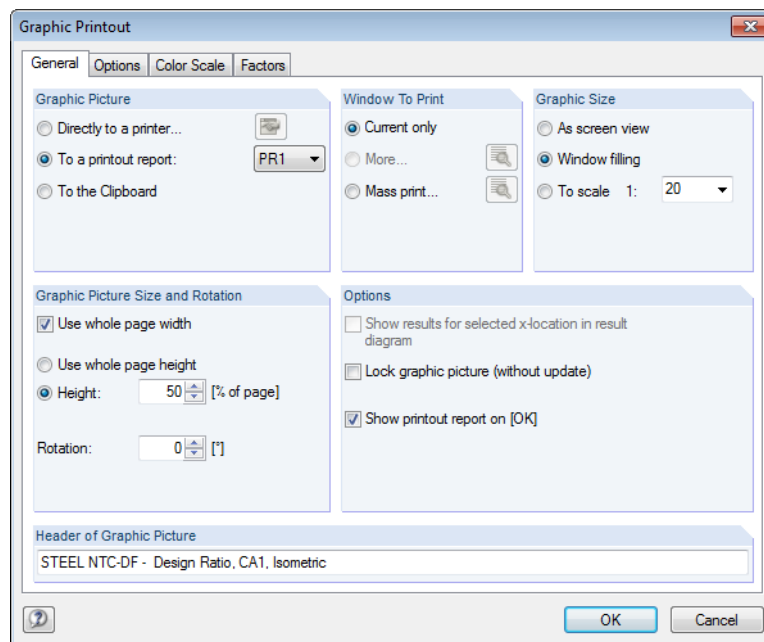 Graphic Printout
General Options Color Scale Factors
Graphic Picture
Directly to a printer...
To a printout report: PR1
To the Clipboard
Window To Print
Current only
More...
Mass print...
Graphic Size
As screen view
Window filling
To scale 1: 20
Graphic Picture Size and Rotation
Use whole page width
Use whole page height
Height: 50 [% of page]
Rotation: 0 [°]
Options
Show results for selected x-location in result
diagram
Lock graphic picture (without update)
Show printout report on [OK]
Header of Graphic Picture
STEEL NTC-DF - Design Ratio, CA1, Isometric
OK Cancel